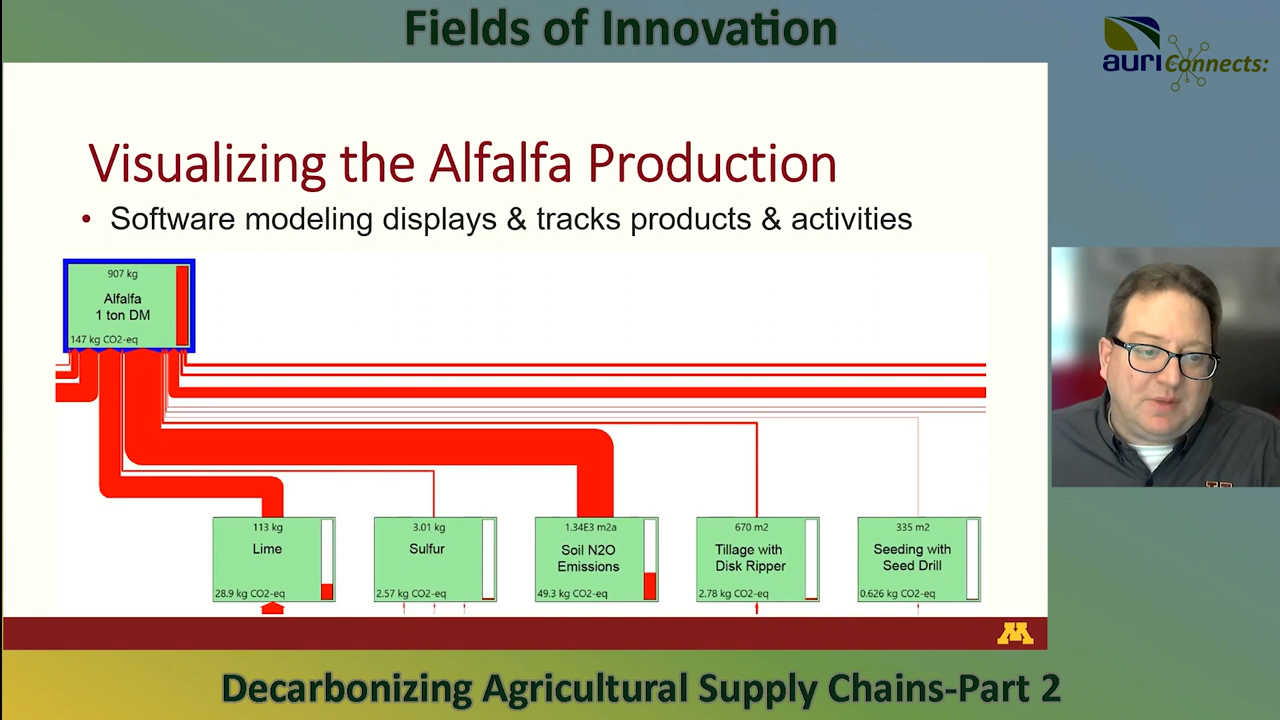 Fields of Innovation
auri Connects:
Visualizing the Alfalfa Production
• Software modeling displays & tracks products & activities
907 kg
Alfalfa
1 ton DM
147 kg CO2-eq
113 kg
Lime
28.9 kg CO2-eq
3.01 kg
Sulfur
2.57 kg CO2-eq
1.34E3 m2a
Soil N2O
Emissions
49.3 kg CO2-eq
670 m2
Tillage with
Disk Ripper
2.78 kg CO2-eq
335 m2
Seeding with
Seed Drill
0.626 kg CO2-eq
M
Decarbonizing Agricultural Supply Chains-Part 2